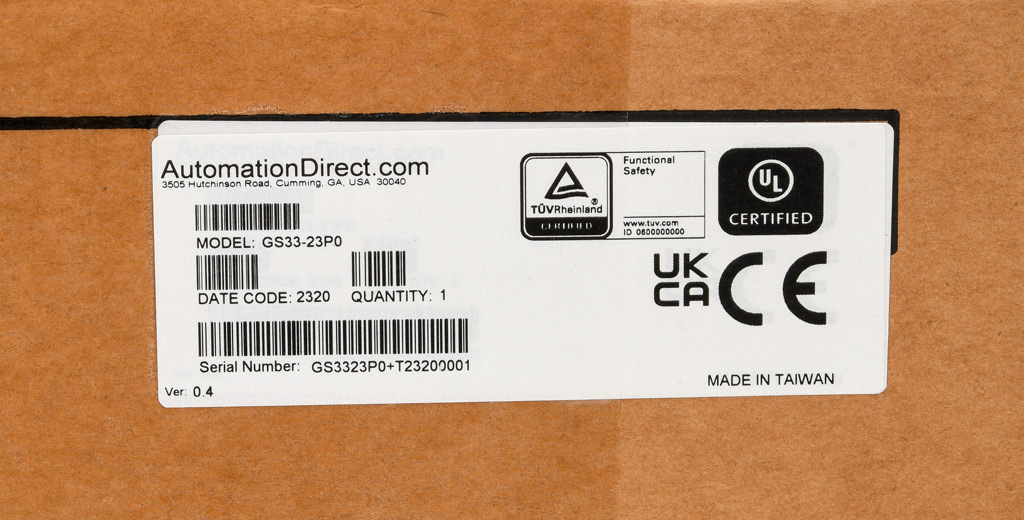 AutomationDirect.com
3505 Hutchinson Road, Cumming, GA, USA 30040
MODEL: GS33-23P0
DATE CODE: 2320 QUANTITY: 1
Serial Number: GS3323P0+T23200001
Ver: 0.4
TÜVRheinland®
CERTIFIED
Functional
Safety
www.tuv.com
ID 0600000000
UL
CERTIFIED
UK
CA
CE
MADE IN TAIWAN